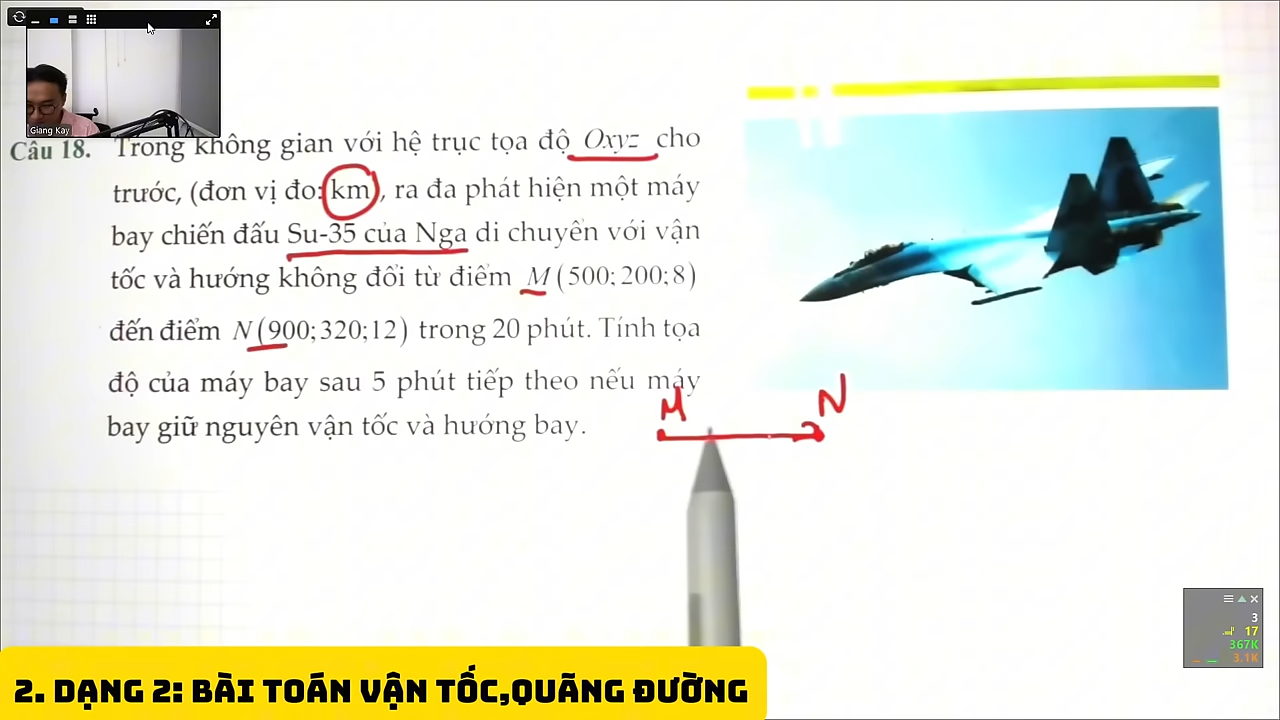 Giang Kay
Câu 18. Trong không gian với hệ trục tọa độ Oxyz cho
trước, (đơn vị đo: km), ra đa phát hiện một máy
bay chiến đấu Su-35 của Nga di chuyển với vận
tốc và hướng không đổi từ điểm M(500;200;8)
đến điểm N(900;320;12) trong 20 phút. Tính tọa
độ của máy bay sau 5 phút tiếp theo nếu máy
bay giữ nguyên vận tốc và hướng bay.
M N
3
17
367K
3.1K
2. DẠNG 2: BÀI TOÁN VẬN TỐC,QUÃNG ĐƯỜNG